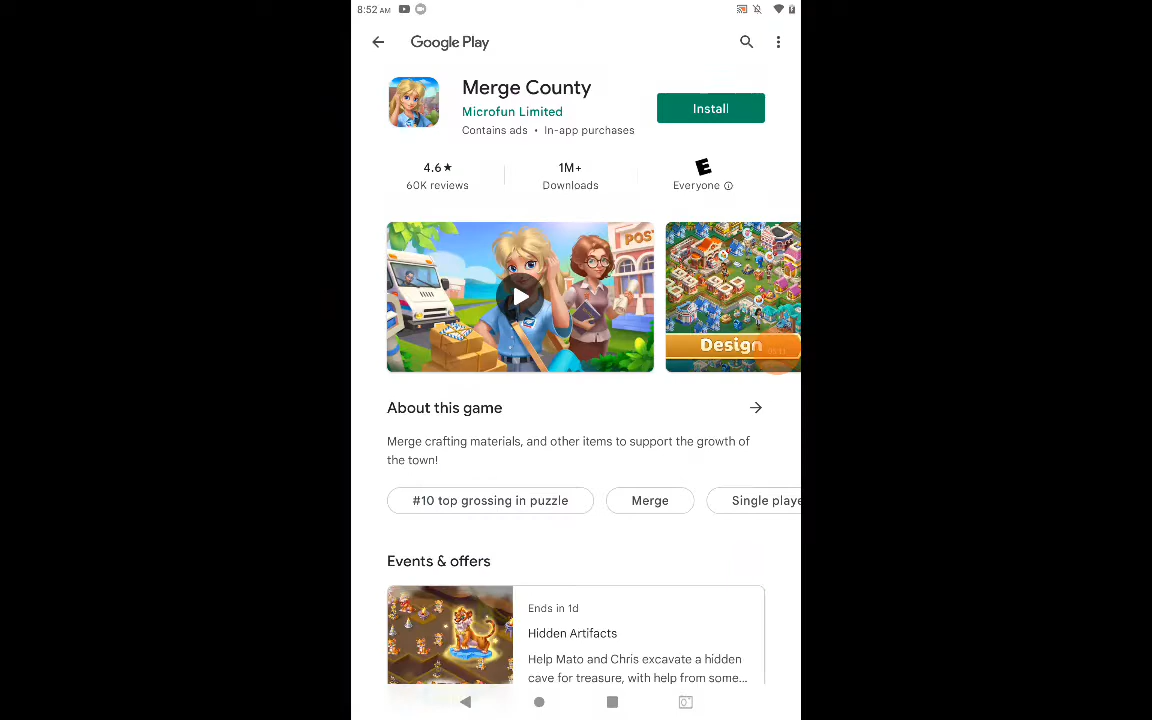 8:52 AM
Google Play
Merge County
Microfun Limited
Install
Contains ads • In-app purchases
4.6★
1M+
E
60K reviews
Downloads
Everyone
POS
Design
About this game
Merge crafting materials, and other items to support the growth of
the town!
#10 top grossing in puzzle
Merge
Single playe
Events & offers
Ends in 1d
Hidden Artifacts
Help Mato and Chris excavate a hidden
cave for treasure, with help from some...